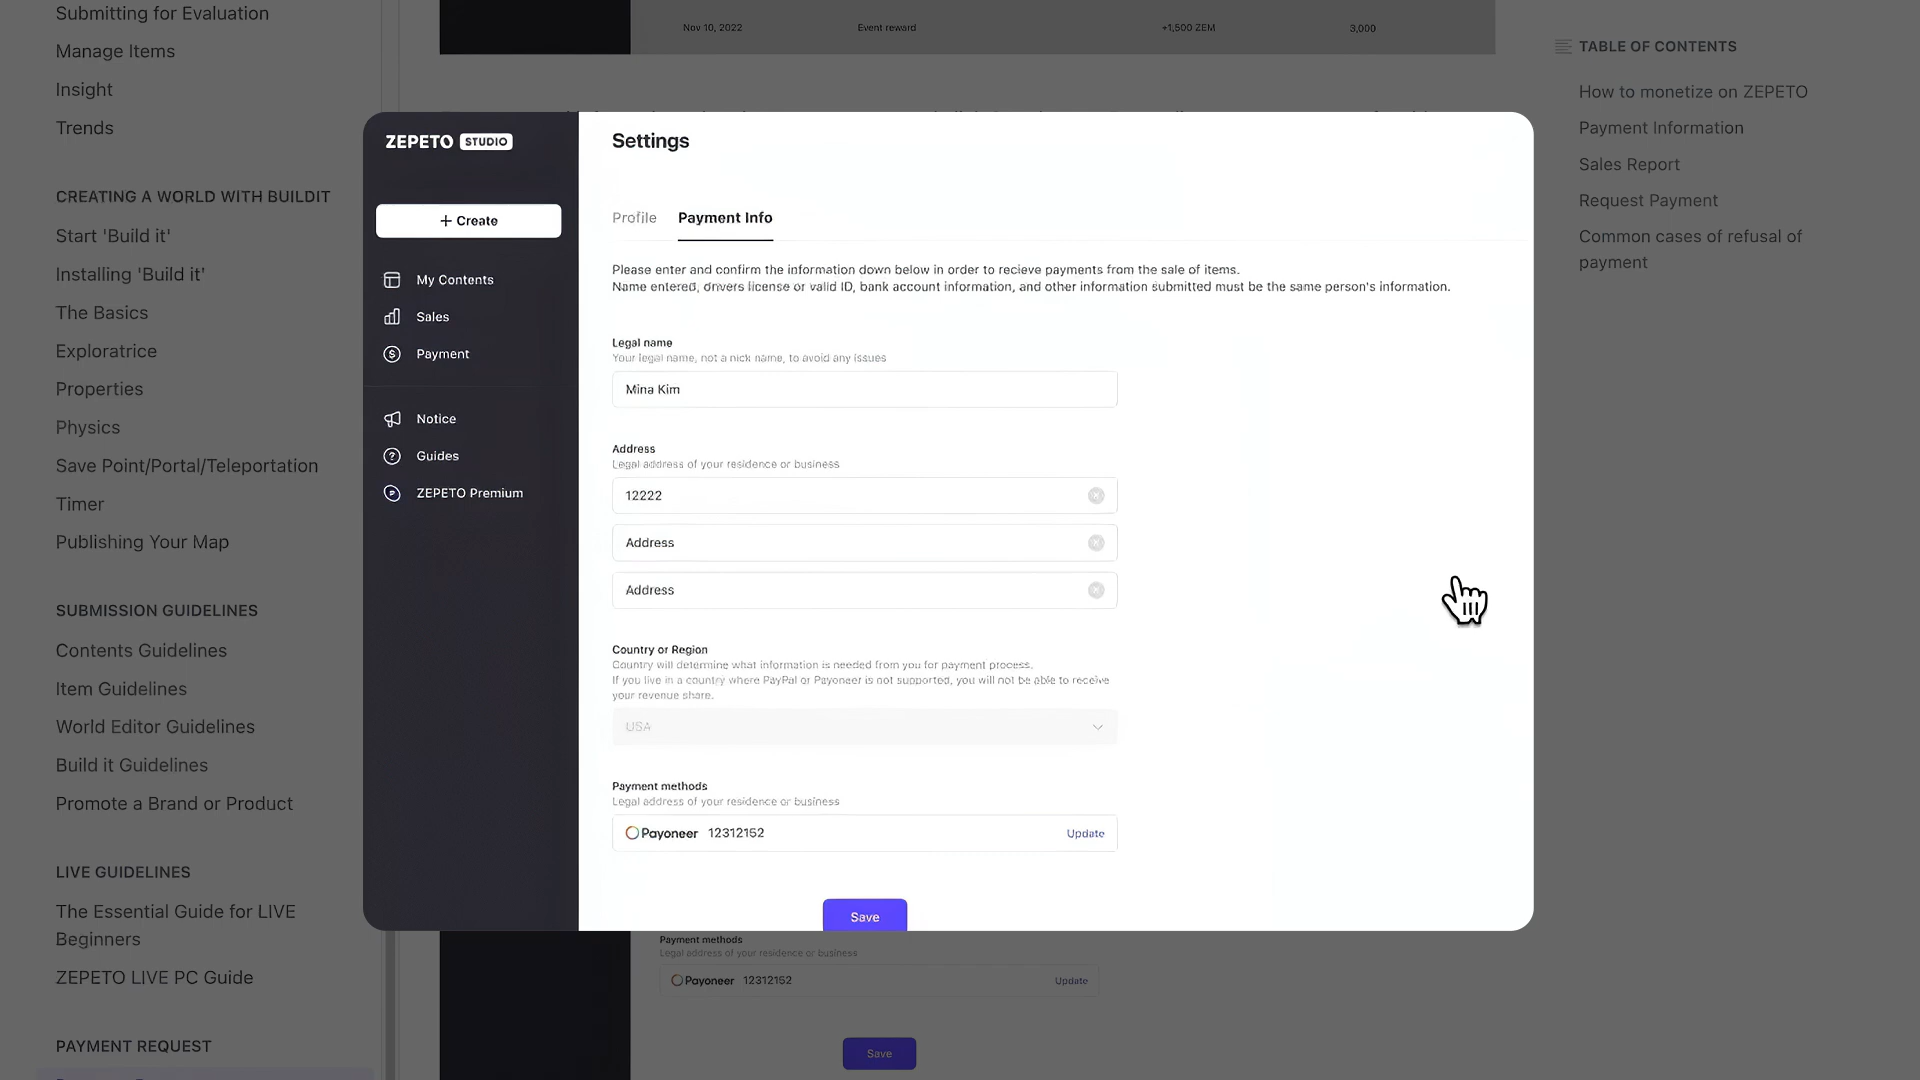 Submitting for Evaluation
Manage Items
Insight
Trends
CREATING A WORLD WITH BUILDIT
Start 'Build it'
Installing 'Build it'
The Basics
Exploratrice
Properties
Physics
Save Point/Portal/Teleportation
Timer
Publishing Your Map
SUBMISSION GUIDELINES
Contents Guidelines
Item Guidelines
World Editor Guidelines
Build it Guidelines
Promote a Brand or Product
LIVE GUIDELINES
The Essential Guide for LIVE
Beginners
ZEPETO LIVE PC Guide
PAYMENT REQUEST
Nov 10, 2022 Event reward +1,500 ZEM 3,000
ZEPETO STUDIO
+ Create
My Contents
Sales
Payment
Notice
Guides
ZEPETO Premium
Settings
Profile Payment Info
Please enter and confirm the information down below in order to recieve payments from the sale of items.
Name entered, drivers license or valid ID, bank account information, and other information submitted must be the same person's information.
Legal name
Your legal name, not a nick name, to avoid any issues
Mina Kim
Address
Legal address of your residence or business
12222
Address
Address
Country or Region
Country will determine what information is needed from you for payment process.
If you live in a country where PayPal or Payoneer is not supported, you will not be able to receive
your revenue share.
USA
Payment methods
Legal address of your residence or business
Payoneer 12312152 Update
Save
Payment methods
Legal address of your residence or business
Payoneer 12312152 Update
Save
TABLE OF CONTENTS
How to monetize on ZEPETO
Payment Information
Sales Report
Request Payment
Common cases of refusal of
payment